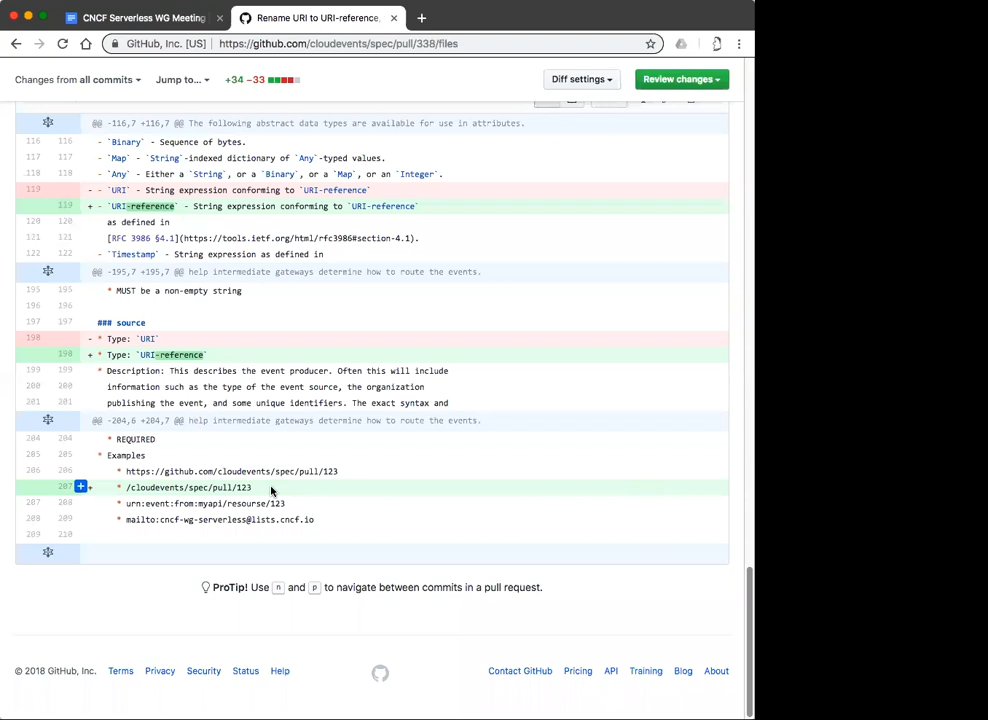 CNCF Serverless WG Meeting
Rename URI to URI-reference,
GitHub, Inc. [US] https://github.com/cloudevents/spec/pull/338/files
Changes from all commits Jump to... +34 −33 Diff settings Review changes
@@ -116,7 +116,7 @@ The following abstract data types are available for use in attributes.
116 116 - `Binary` - Sequence of bytes.
117 117 - `Map` - `String`-indexed dictionary of `Any`-typed values.
118 118 - `Any` - Either a `String`, or a `Binary`, or a `Map`, or an `Integer`.
119 - - `URI` - String expression conforming to `URI-reference`
119 + - `URI-reference` - String expression conforming to `URI-reference`
120 120 as defined in
121 121 [RFC 3986 §4.1](https://tools.ietf.org/html/rfc3986#section-4.1).
122 122 - `Timestamp` - String expression as defined in
@@ -195,7 +195,7 @@ help intermediate gateways determine how to route the events.
195 195 * MUST be a non-empty string
196 196
197 197 ### source
198 - * Type: `URI`
198 + * Type: `URI-reference`
199 199 * Description: This describes the event producer. Often this will include
200 200 information such as the type of the event source, the organization
201 201 publishing the event, and some unique identifiers. The exact syntax and
@@ -204,6 +204,7 @@ help intermediate gateways determine how to route the events.
204 204 * REQUIRED
205 205 * Examples
206 206 * https://github.com/cloudevents/spec/pull/123
207 + * /cloudevents/spec/pull/123
207 208 * urn:event:from:myapi/resourse/123
208 209 * mailto:cncf-wg-serverless@lists.cncf.io
209 210
ProTip! Use n and p to navigate between commits in a pull request.
© 2018 GitHub, Inc. Terms Privacy Security Status Help Contact GitHub Pricing API Training Blog About